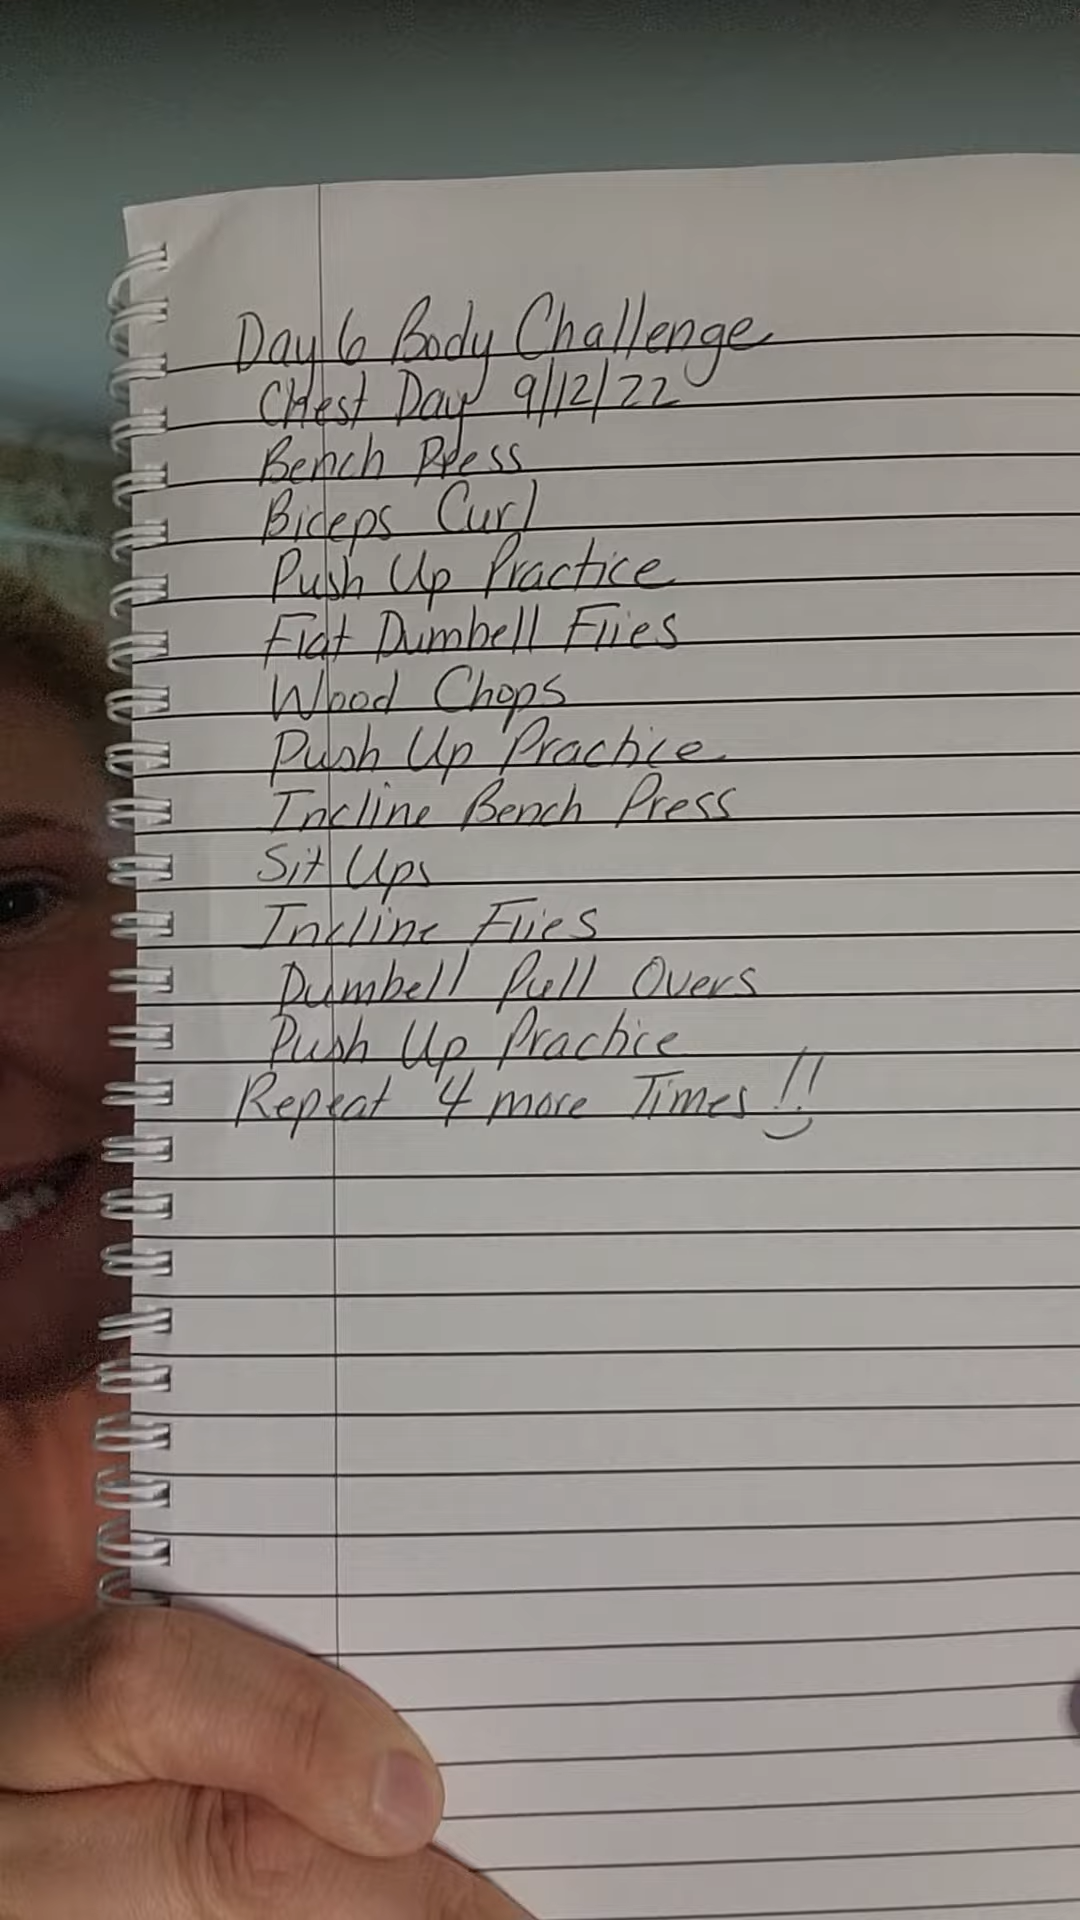 Day 6 Body Challenge
CHest Day 9/12/22
Bench Press
Biceps Curl
Push Up Practice
Flat Dumbell Flies
Wood Chops
Push Up Practice
Incline Bench Press
Sit Ups
Incline Flies
Dumbell Pull Overs
Push Up Practice
Repeat 4 more Times!!